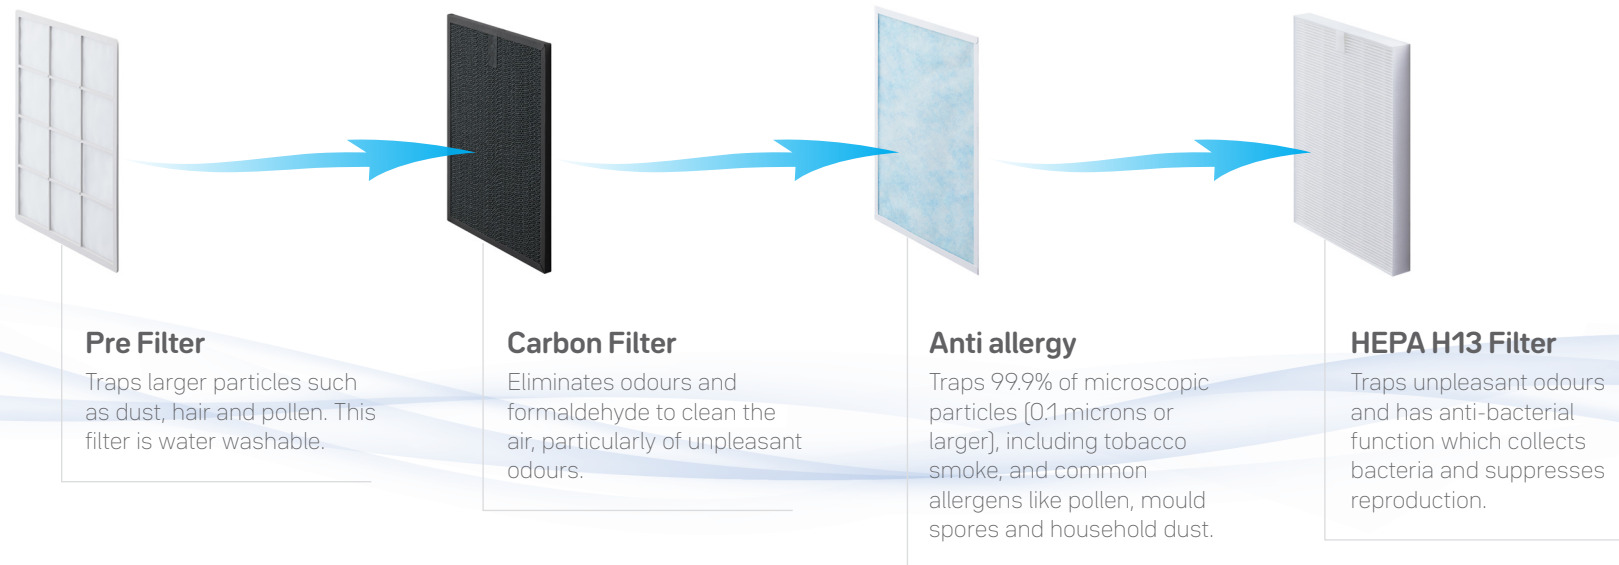 Pre Filter
Traps larger particles such
as dust, hair and pollen. This
filter is water washable.
Carbon Filter
Eliminates odours and
formaldehyde to clean the
air, particularly of unpleasant
odours.
Anti allergy
Traps 99.9% of microscopic
particles (0.1 microns or
larger), including tobacco
smoke, and common
allergens like pollen, mould
spores and household dust.
HEPA H13 Filter
Traps unpleasant odours
and has anti-bacterial
function which collects
bacteria and suppresses
reproduction.